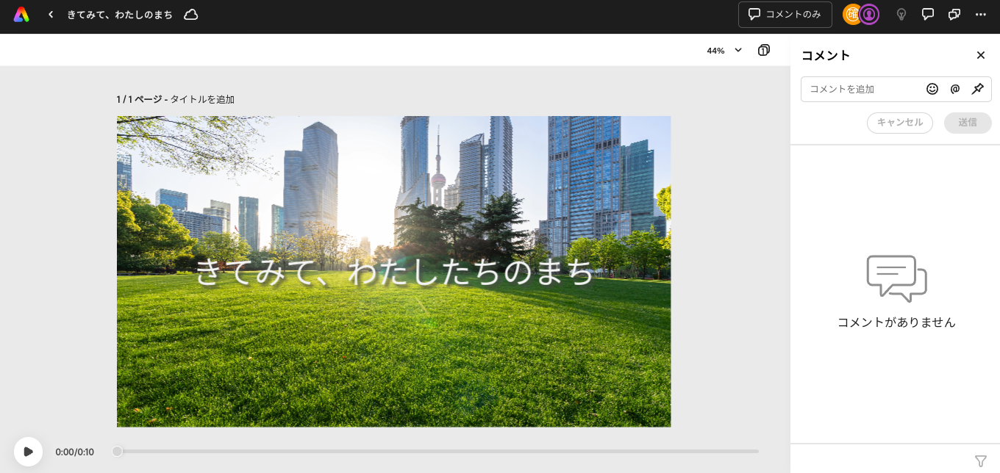 きてみて、わたしのまち
コメントのみ
確
44%
1
コメント
コメントを追加
@
キャンセル
送信
1 / 1 ページ - タイトルを追加
きてみて、わたしたちのまち
コメントがありません
0:00/0:10